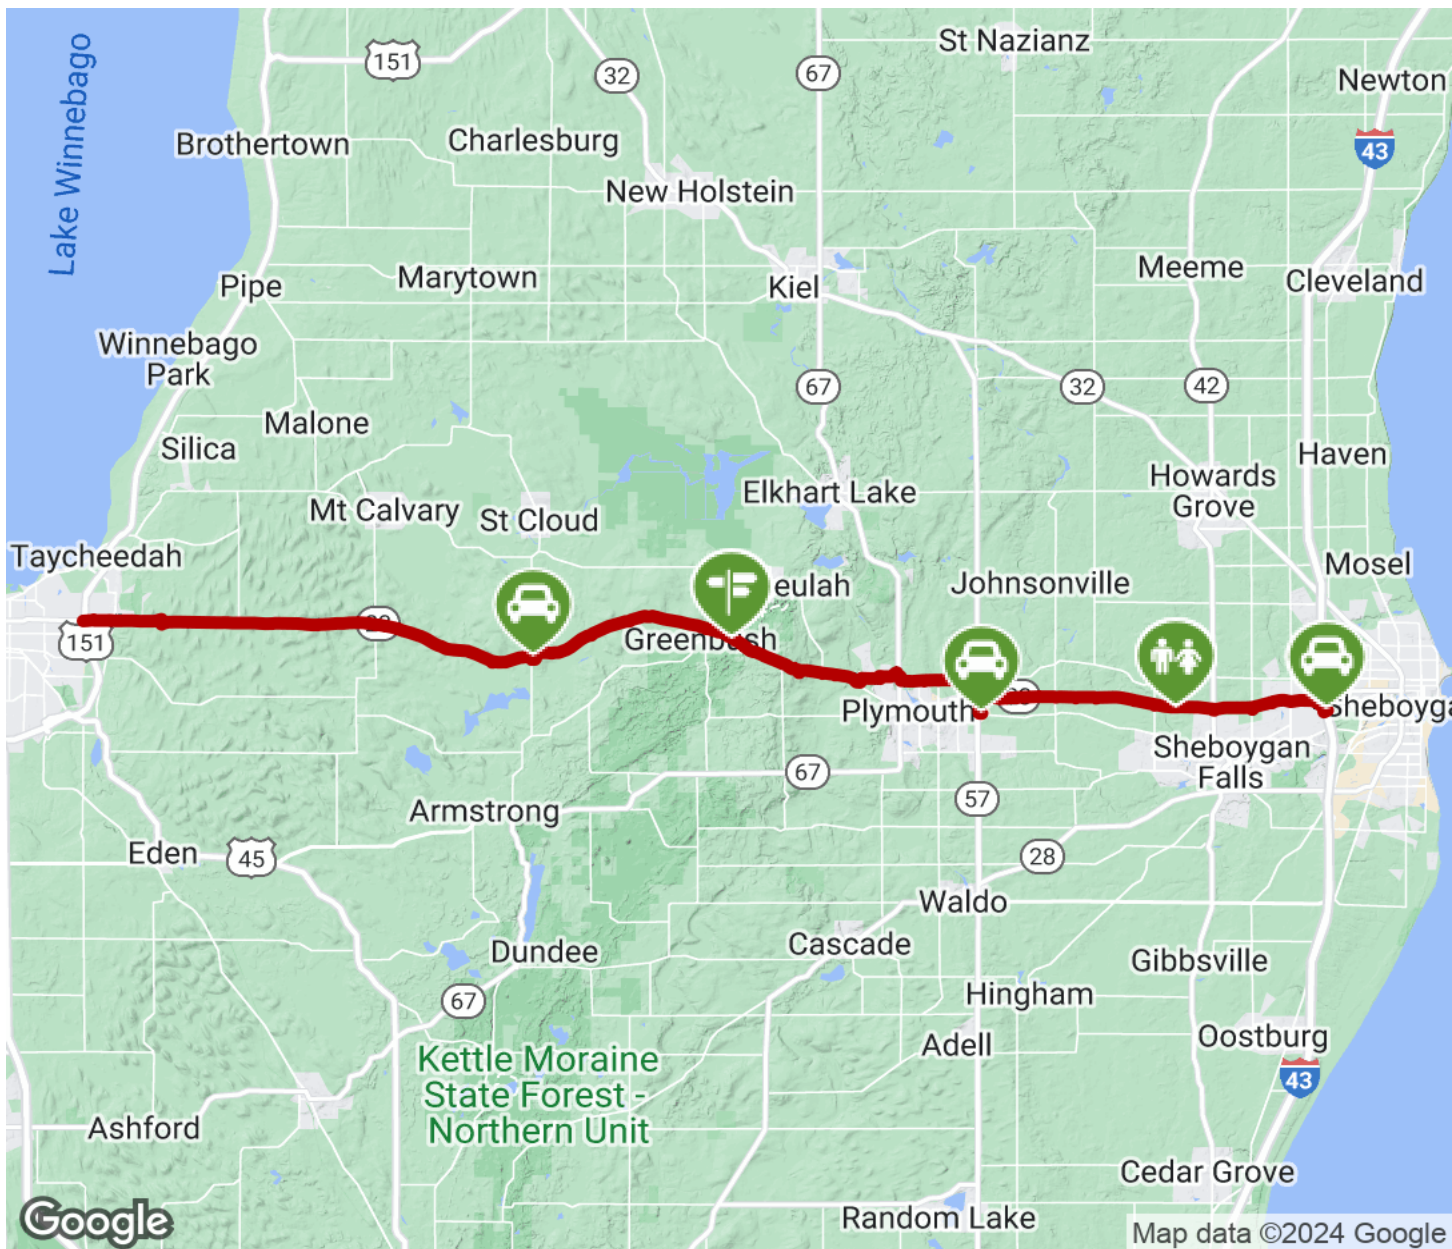 St Nazianz
151
32
67
Newton
Lake Winnebago
Brothertown
Charlesburg
43
New Holstein
Pipe
Marytown
Kiel
Meeme
Cleveland
Winnebago
Park
67
32
42
Malone
Silica
Haven
Mt Calvary
St Cloud
Elkhart Lake
Howards
Grove
Taycheedah
eulah
Johnsonville
Mosel
151
Greenbush
Plymouth
Sheboyga
Sheboygan
Falls
67
57
Armstrong
Eden
45
28
Waldo
Dundee
Cascade
Gibbsville
67
Hingham
Adell
Oostburg
Kettle Moraine
State Forest -
Northern Unit
43
Ashford
Cedar Grove
Random Lake
Google
Map data ©2024 Google